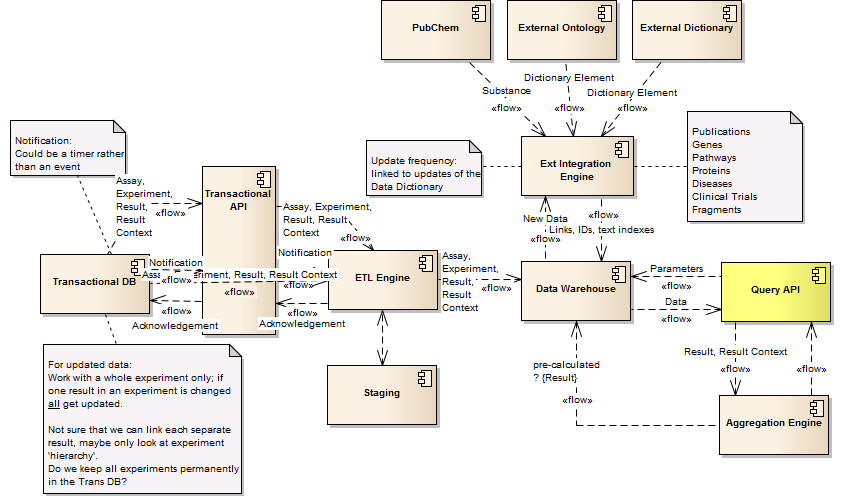 PubChem
External Ontology
External Dictionary
Substance
«flow»
Dictionary Element
«flow»
Dictionary Element
«flow»
Notification:
Could be a timer rather
than an event
Update frequency:
linked to updates of the
Data Dictionary
Ext Integration
Engine
Publications
Genes
Pathways
Proteins
Diseases
Clinical Trials
Fragments
Assay,
Experiment,
Result,
Result
Context
«flow»
Transactional
API
Assay, Experiment,
Result, Result
Context
«flow»
New Data
«flow»
Links, IDs, text indexes
«flow»
Transactional DB
Notification
«flow»
Notification
iment, Result, Result Context
«flow»
Acknowledgement
«flow»
«flow»
Acknowledgement
ETL Engine
Assay,
Experiment,
Result,
Result
Context
«flow»
Data Warehouse
Parameters
«flow»
Data
«flow»
Query API
For updated data:
Work with a whole experiment only; if
one result in an experiment is changed
all get updated.
Not sure that we can link each separate
result, maybe only look at experiment
'hierarchy'.
Do we keep all experiments permanently
in the Trans DB?
Staging
pre-calculated
? {Result}
«flow»
Result, Result Context
«flow»
«flow»
Aggregation Engine